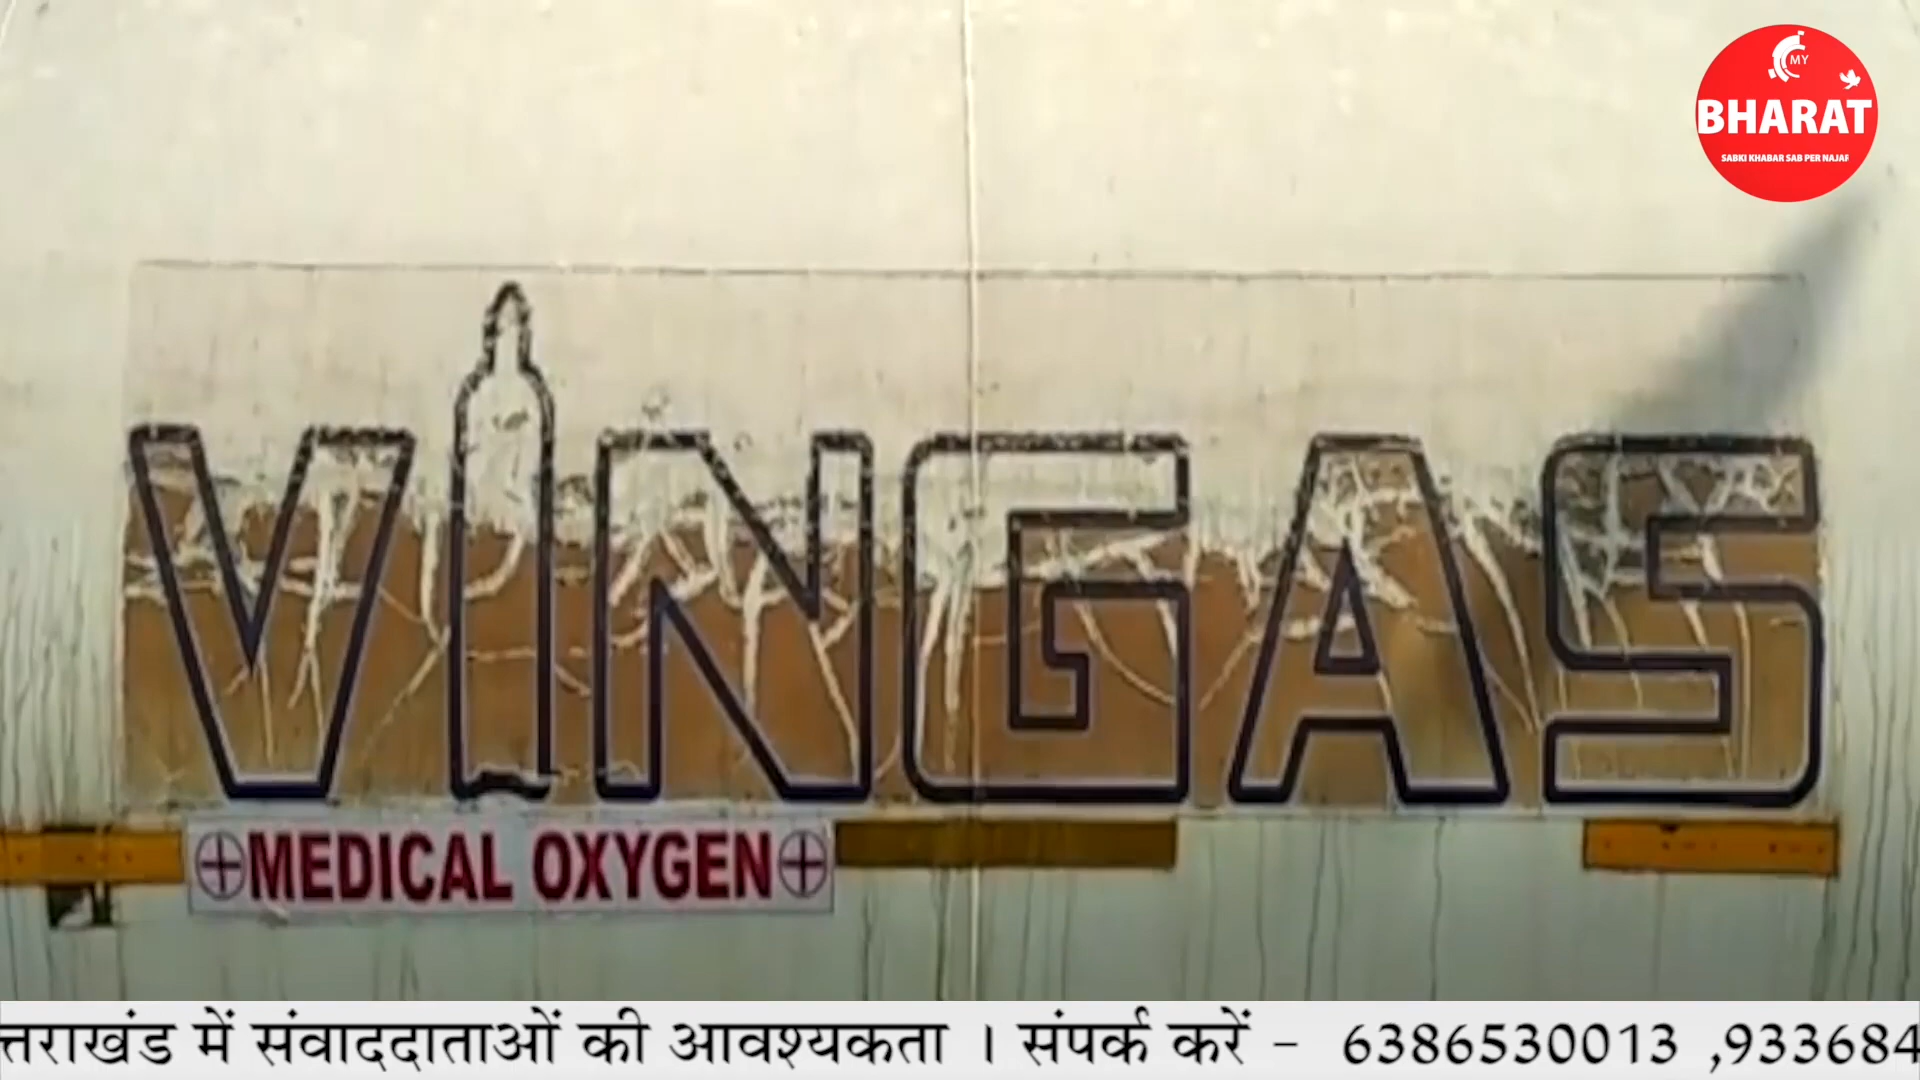 MY
BHARAT
SABKI KHABAR SAB PER NAJAR
VINGAS
MEDICAL OXYGEN
त्तराखंड में संवाददाताओं की आवश्यकता । संपर्क करें - 6386530013 ,933684